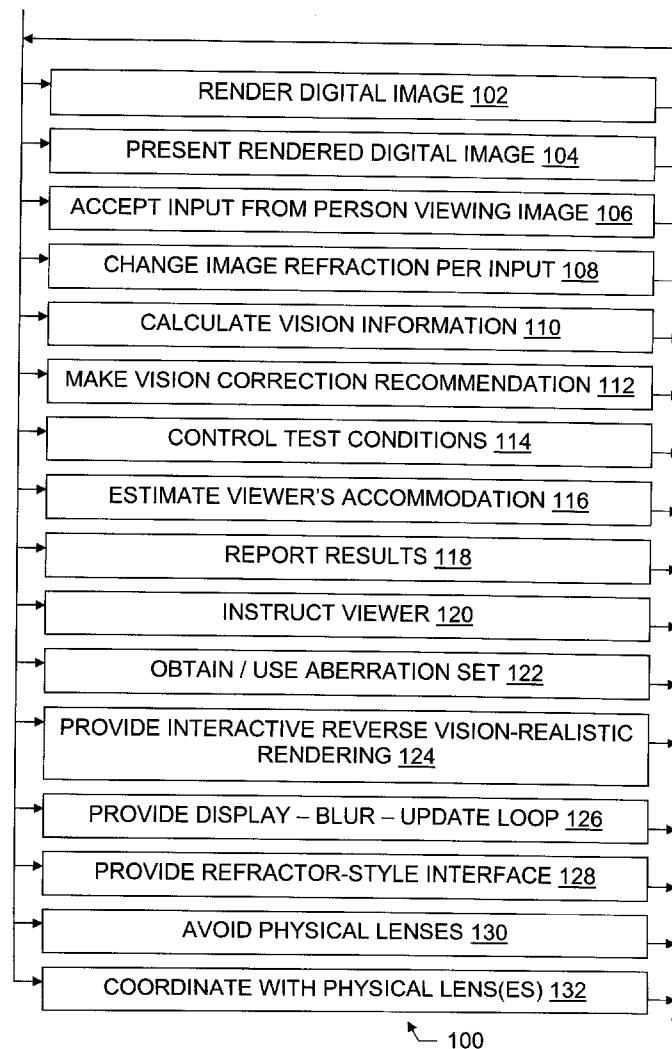 RENDER DIGITAL IMAGE 102
PRESENT RENDERED DIGITAL IMAGE 104
ACCEPT INPUT FROM PERSON VIEWING IMAGE 106
CHANGE IMAGE REFRACTION PER INPUT 108
CALCULATE VISION INFORMATION 110
MAKE VISION CORRECTION RECOMMENDATION 112
CONTROL TEST CONDITIONS 114
ESTIMATE VIEWER'S ACCOMMODATION 116
REPORT RESULTS 118
INSTRUCT VIEWER 120
OBTAIN / USE ABERRATION SET 122
PROVIDE INTERACTIVE REVERSE VISION-REALISTIC
RENDERING 124
PROVIDE DISPLAY – BLUR – UPDATE LOOP 126
PROVIDE REFRACTOR-STYLE INTERFACE 128
AVOID PHYSICAL LENSES 130
COORDINATE WITH PHYSICAL LENS(ES) 132
100